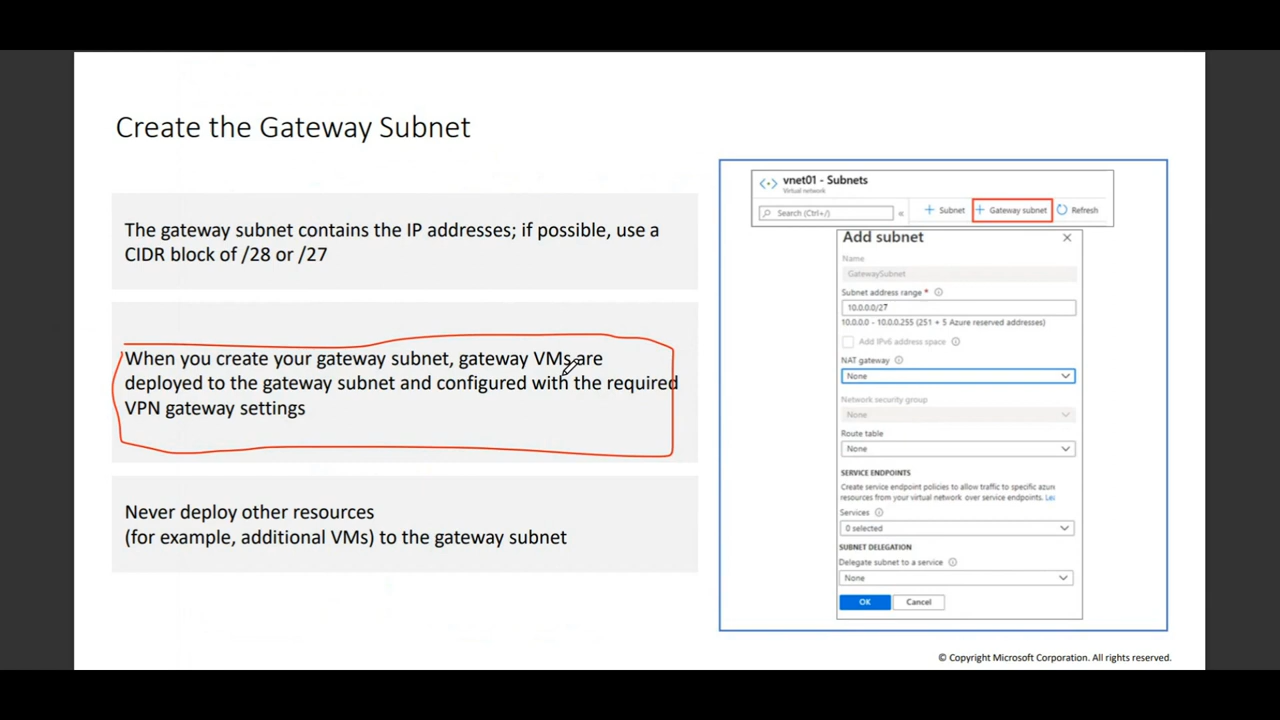 Create the Gateway Subnet
The gateway subnet contains the IP addresses; if possible, use a
CIDR block of /28 or /27
When you create your gateway subnet, gateway VMs are
deployed to the gateway subnet and configured with the required
VPN gateway settings
Never deploy other resources
(for example, additional VMs) to the gateway subnet
vnet01 - Subnets
Virtual network
Search (Ctrl+/)
«
+ Subnet
+ Gateway subnet
Refresh
Add subnet
Name
GatewaySubnet
Subnet address range *
10.0.0.0/27
10.0.0.0 - 10.0.0.255 (251 + 5 Azure reserved addresses)
Add IPv6 address space
NAT gateway
None
Network security group
None
Route table
None
SERVICE ENDPOINTS
Create service endpoint policies to allow traffic to specific azure
resources from your virtual network over service endpoints. Le
Services
0 selected
SUBNET DELEGATION
Delegate subnet to a service
None
OK
Cancel
© Copyright Microsoft Corporation. All rights reserved.